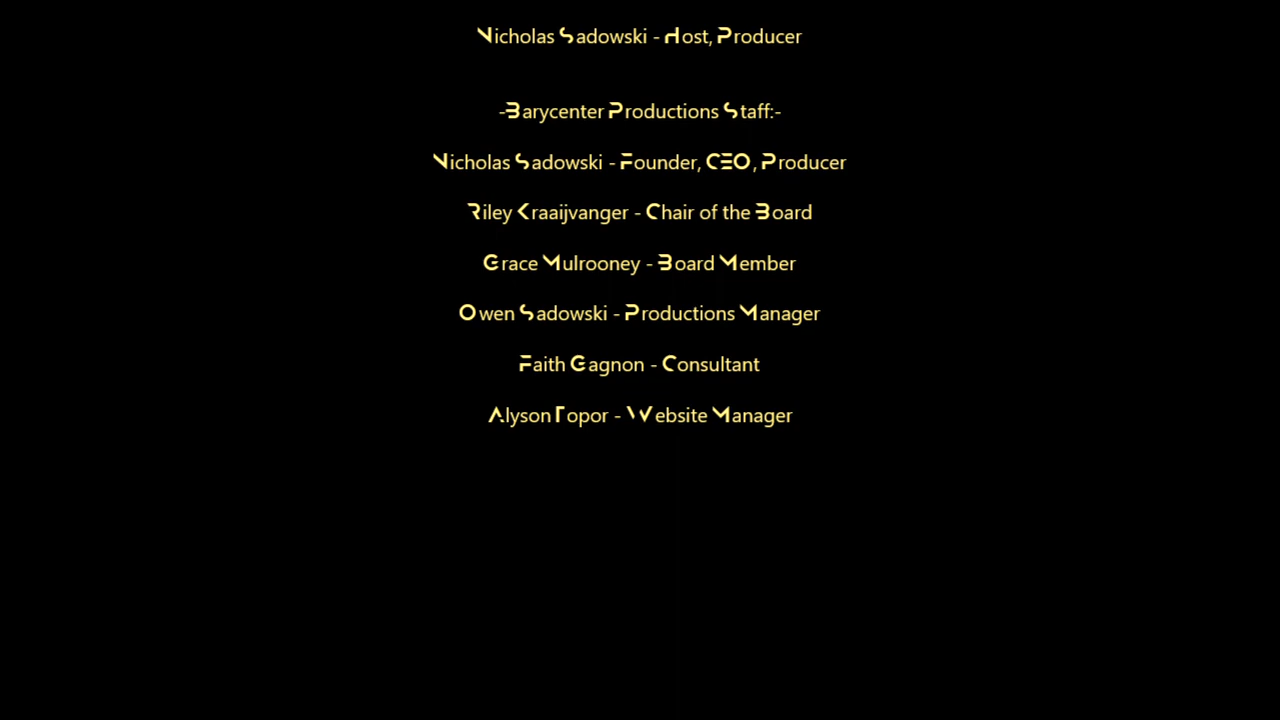 Nicholas Sadowski - Host, Producer
-Barycenter Productions Staff:-
Nicholas Sadowski - Founder, CEO, Producer
Riley Kraaijvanger - Chair of the Board
Grace Mulrooney - Board Member
Owen Sadowski - Productions Manager
Faith Gagnon - Consultant
Alyson Topor - Website Manager